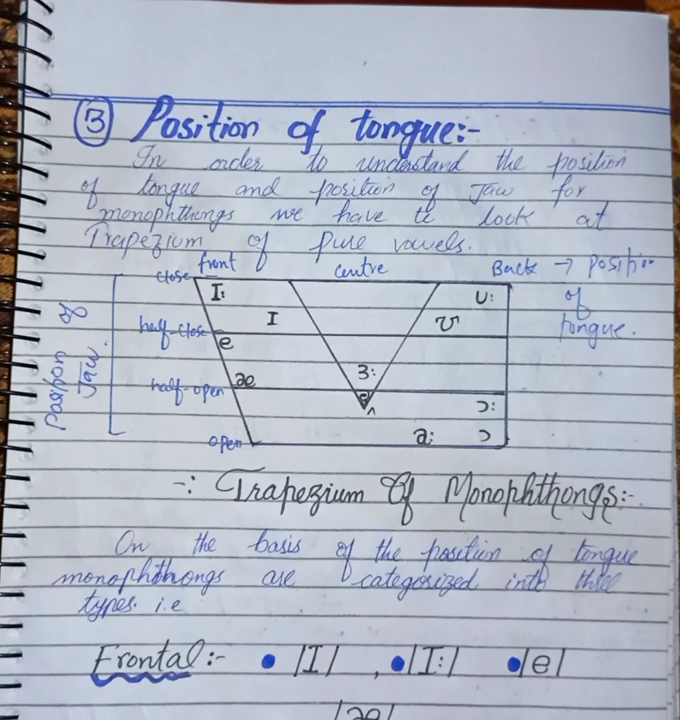 3 Position of tongue:-
In order to understand the position
of tongue and position of Jaw for
monophthongs we have to look at
Trapezium of pure vowels.
front centre Back → position of tongue.
close
half-close
half-open
open
Position of Jaw.
I: U:
I ʊ
e
æ 3:
ə
ʌ ɔ:
a: ɔ
-: Trapezium Of Monophthongs:-
On the basis of the position of tongue
monophthongs are categorized into three
types. i.e
Frontal:- • /I/ , • /I:/ • /e/
/æ/